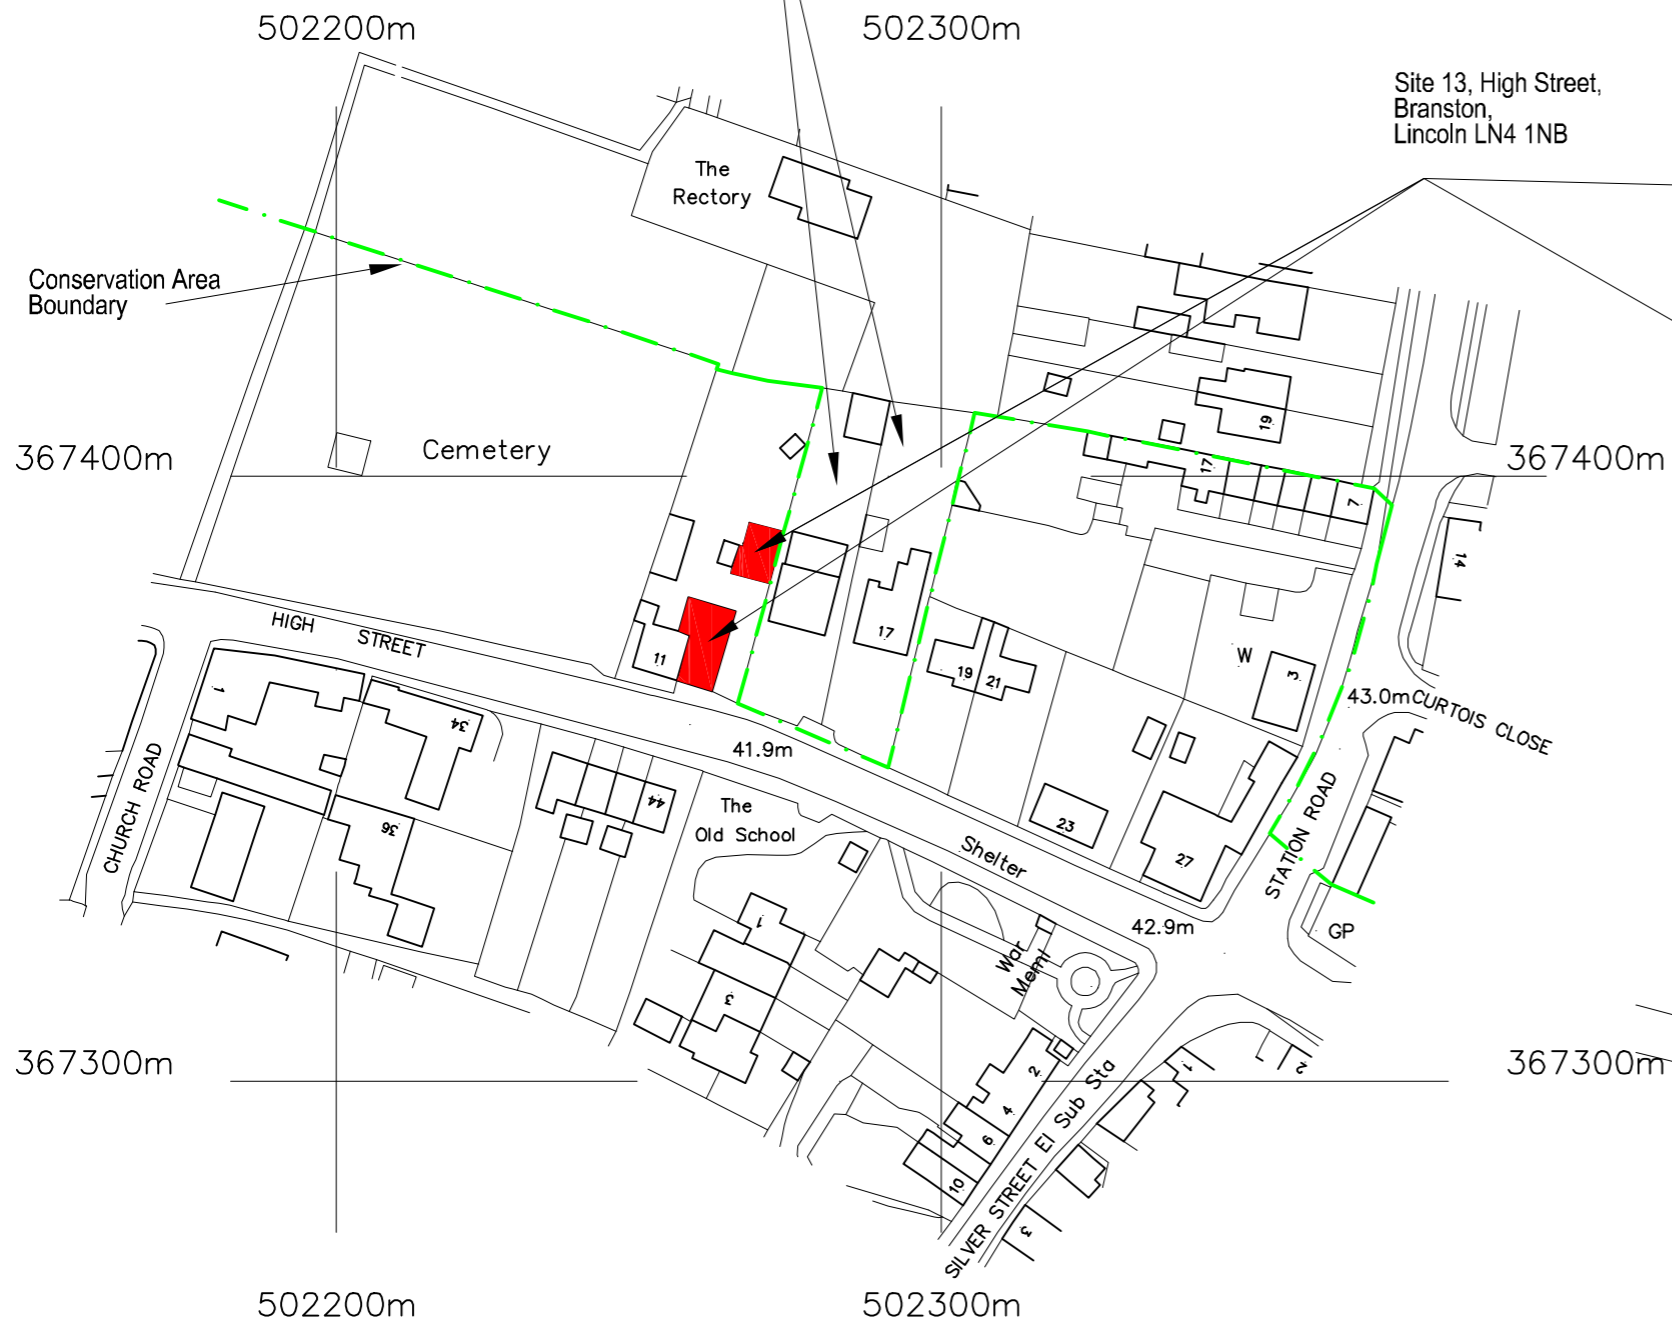 502200m
502300m
Site 13, High Street,
Branston,
Lincoln LN4 1NB
The
Rectory
Conservation Area
Boundary
367400m
Cemetery
367400m
19
17
7
14
HIGH STREET
11
17
19
21
W
3
43.0m
CURTOIS CLOSE
1
34
41.9m
CHURCH ROAD
36
44
The
Old School
Shelter
23
27
STATION ROAD
42.9m
GP
1
War
Meml
3
367300m
367300m
2
4
6
10
El Sub Sta
SILVER STREET
1
2
3
502200m
502300m